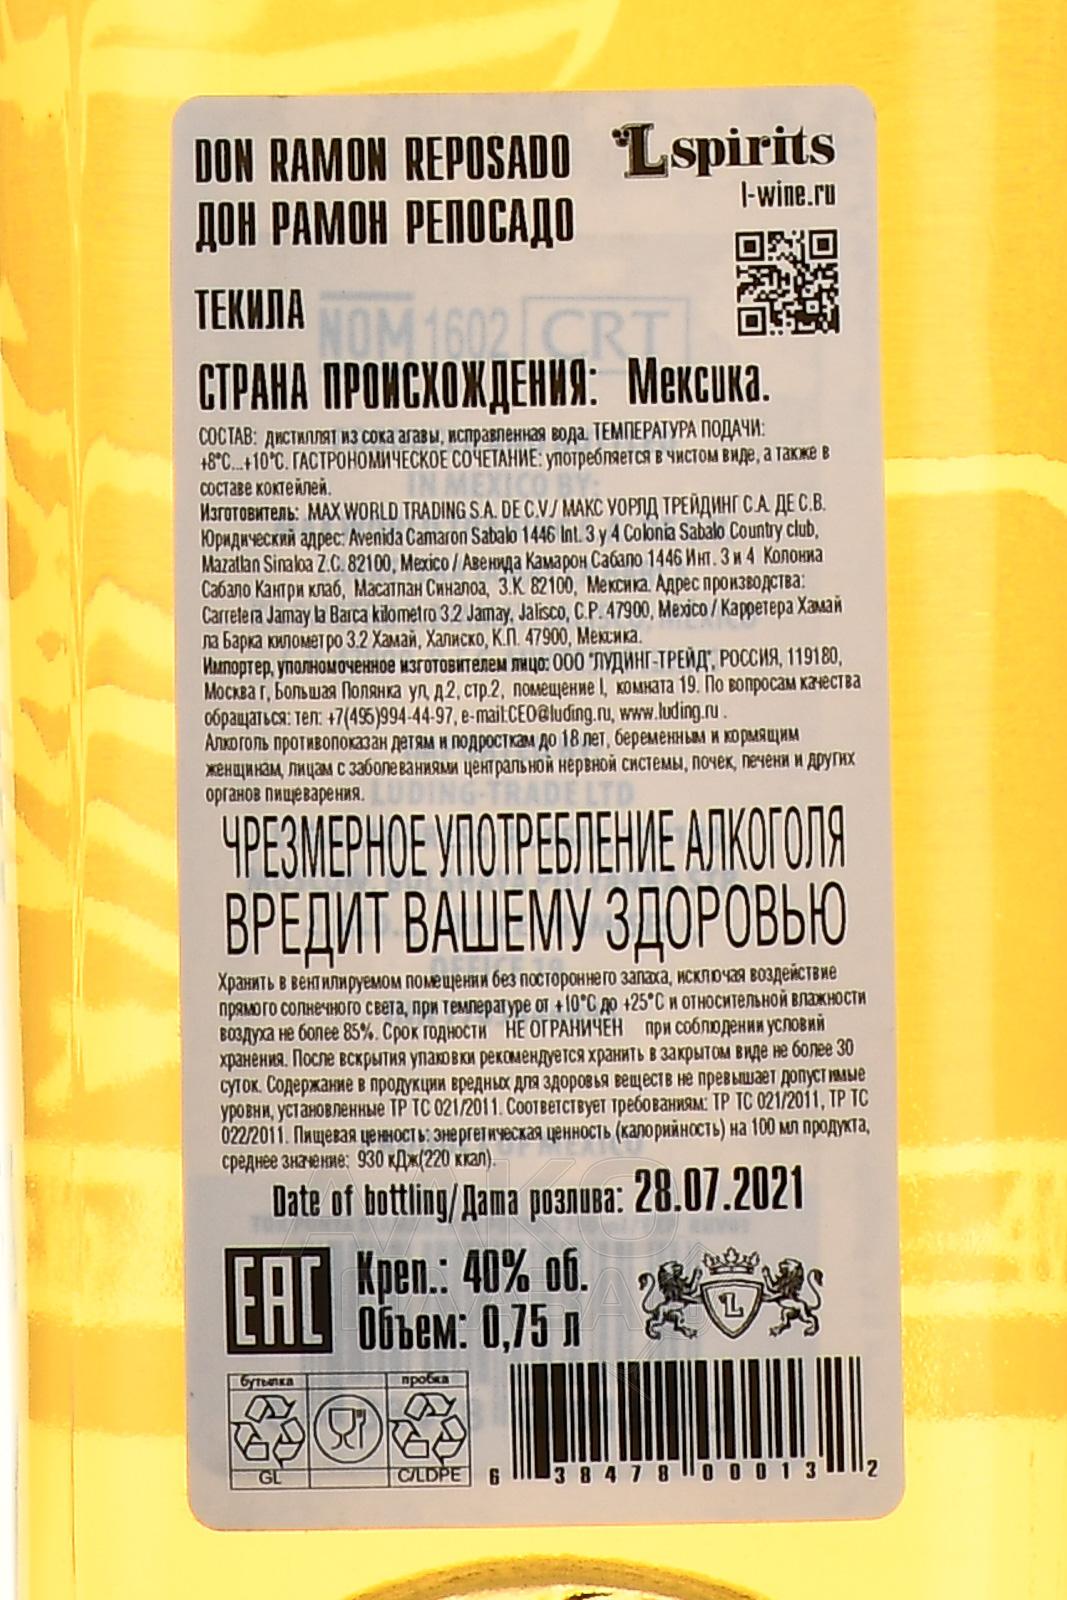 DON RAMON REPOSADO
ДОН РАМОН РЕПОСАДО
Lspirits
l-wine.ru
ТЕКИЛА
NOM 1602 CRT
СТРАНА ПРОИСХОЖДЕНИЯ: Мексика.
СОСТАВ: дистиллят из сока агавы, исправленная вода. ТЕМПЕРАТУРА ПОДАЧИ:
+8°C...+10°C. ГАСТРОНОМИЧЕСКОЕ СОЧЕТАНИЕ: употребляется в чистом виде, а также в
составе коктейлей.
IN MEXICO BY:
Изготовитель: MAX WORLD TRADING S.A. DE C.V./ МАКС УОРЛД ТРЕЙДИНГ С.А. ДЕ С.В.
Юридический адрес: Avenida Camaron Sabalo 1446 Int. 3 y 4 Colonia Sabalo Country club,
Mazatlan Sinaloa Z.C. 82100, Mexico / Авенида Камарон Сабало 1446 Инт. 3 и 4 Колониа
Сабало Кантри клаб, Масатлан Синалоа, З.К. 82100, Мексика. Адрес производства:
Carretera Jamay la Barca kilometro 3.2 Jamay, Jalisco, C.P. 47900, Mexico / Карретера Хамай
ла Барка километро 3.2 Хамай, Халиско, К.П. 47900, Мексика.
Импортер, уполномоченное изготовителем лицо: ООО "ЛУДИНГ-ТРЕЙД", РОССИЯ, 119180,
Москва г, Большая Полянка ул, д.2, стр.2, помещение I, комната 19. По вопросам качества
обращаться: тел: +7(495)994-44-97, e-mail:CEO@luding.ru, www.luding.ru .
Алкоголь противопоказан детям и подросткам до 18 лет, беременным и кормящим
женщинам, лицам с заболеваниями центральной нервной системы, почек, печени и других
органов пищеварения.
LUDING-TRADE LTD
ЧРЕЗМЕРНОЕ УПОТРЕБЛЕНИЕ АЛКОГОЛЯ
ВРЕДИТ ВАШЕМУ ЗДОРОВЬЮ
OFFICE 19
Хранить в вентилируемом помещении без постороннего запаха, исключая воздействие
прямого солнечного света, при температуре от +10°C до +25°C и относительной влажности
воздуха не более 85%. Срок годности НЕ ОГРАНИЧЕН при соблюдении условий
хранения. После вскрытия упаковки рекомендуется хранить в закрытом виде не более 30
суток. Содержание в продукции вредных для здоровья веществ не превышает допустимые
уровни, установленные ТР ТС 021/2011. Соответствует требованиям: ТР ТС 021/2011, ТР ТС
022/2011. Пищевая ценность: энергетическая ценность (калорийность) на 100 мл продукта,
среднее значение: 930 кДж(220 ккал).
OF MEXICO
Date of bottling/Дата розлива: 28.07.2021
EAC
Креп.: 40% об.
Объем: 0,75 л
L
бутылка
пробка
GL
C/LDPE
6 38478 00013 2